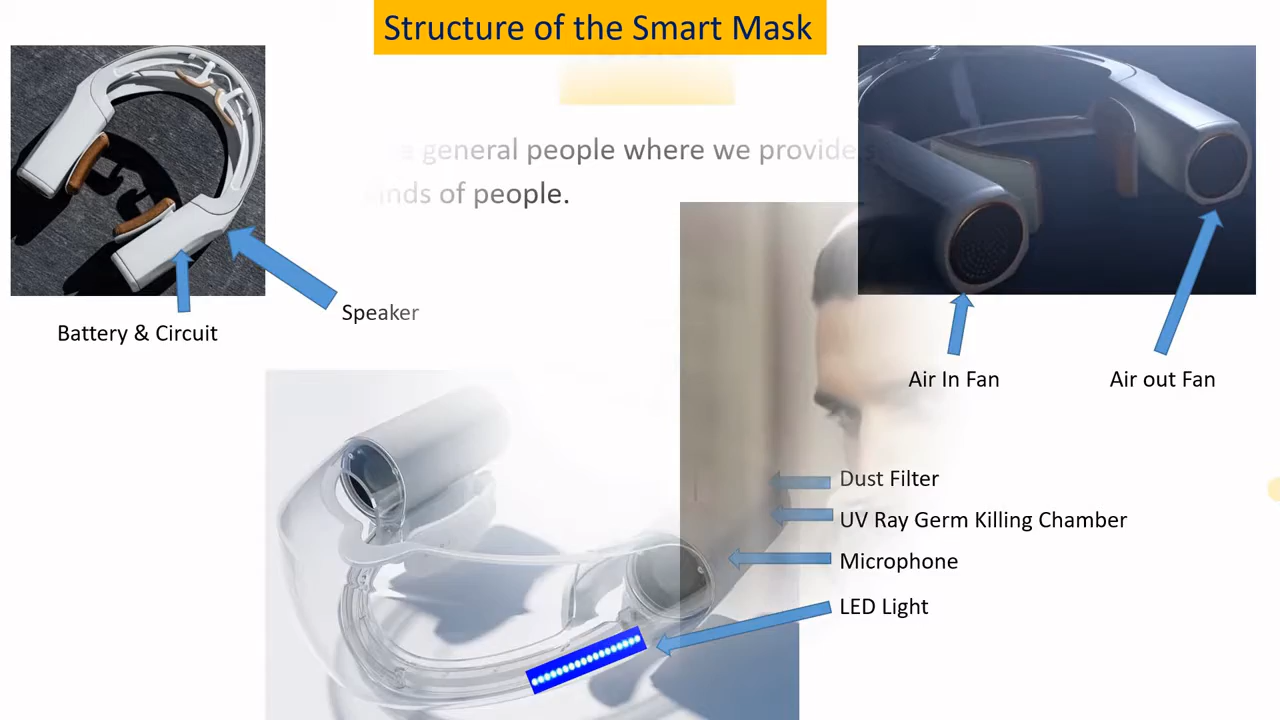 Structure of the Smart Mask
general people where we provide
of people.
Speaker
Battery & Circuit
Air In Fan
Air out Fan
Dust Filter
UV Ray Germ Killing Chamber
Microphone
LED Light